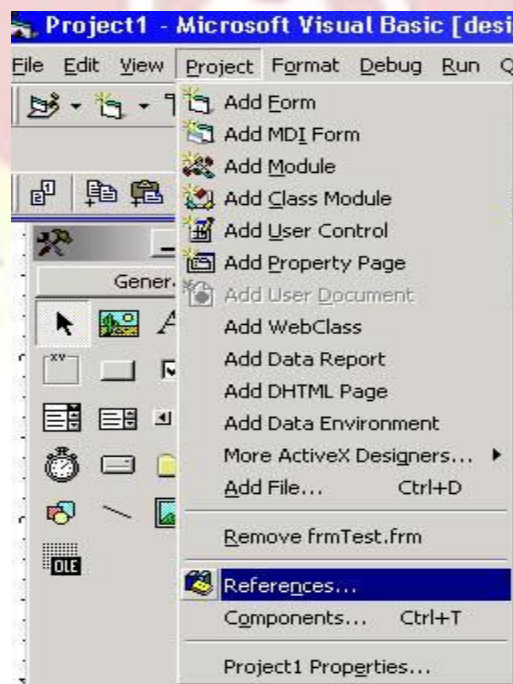 Project1 - Microsoft Visual Basic [desi
File Edit View Project Format Debug Run
Add Form
Add MDI Form
Add Module
Add Class Module
Add User Control
Add Property Page
Add User Document
Add WebClass
Add Data Report
Add DHTML Page
Add Data Environment
More ActiveX Designers...
Add File... Ctrl+D
Remove frmTest.frm
References...
Components... Ctrl+T
Project1 Properties...
Gener
A
xv
OLE